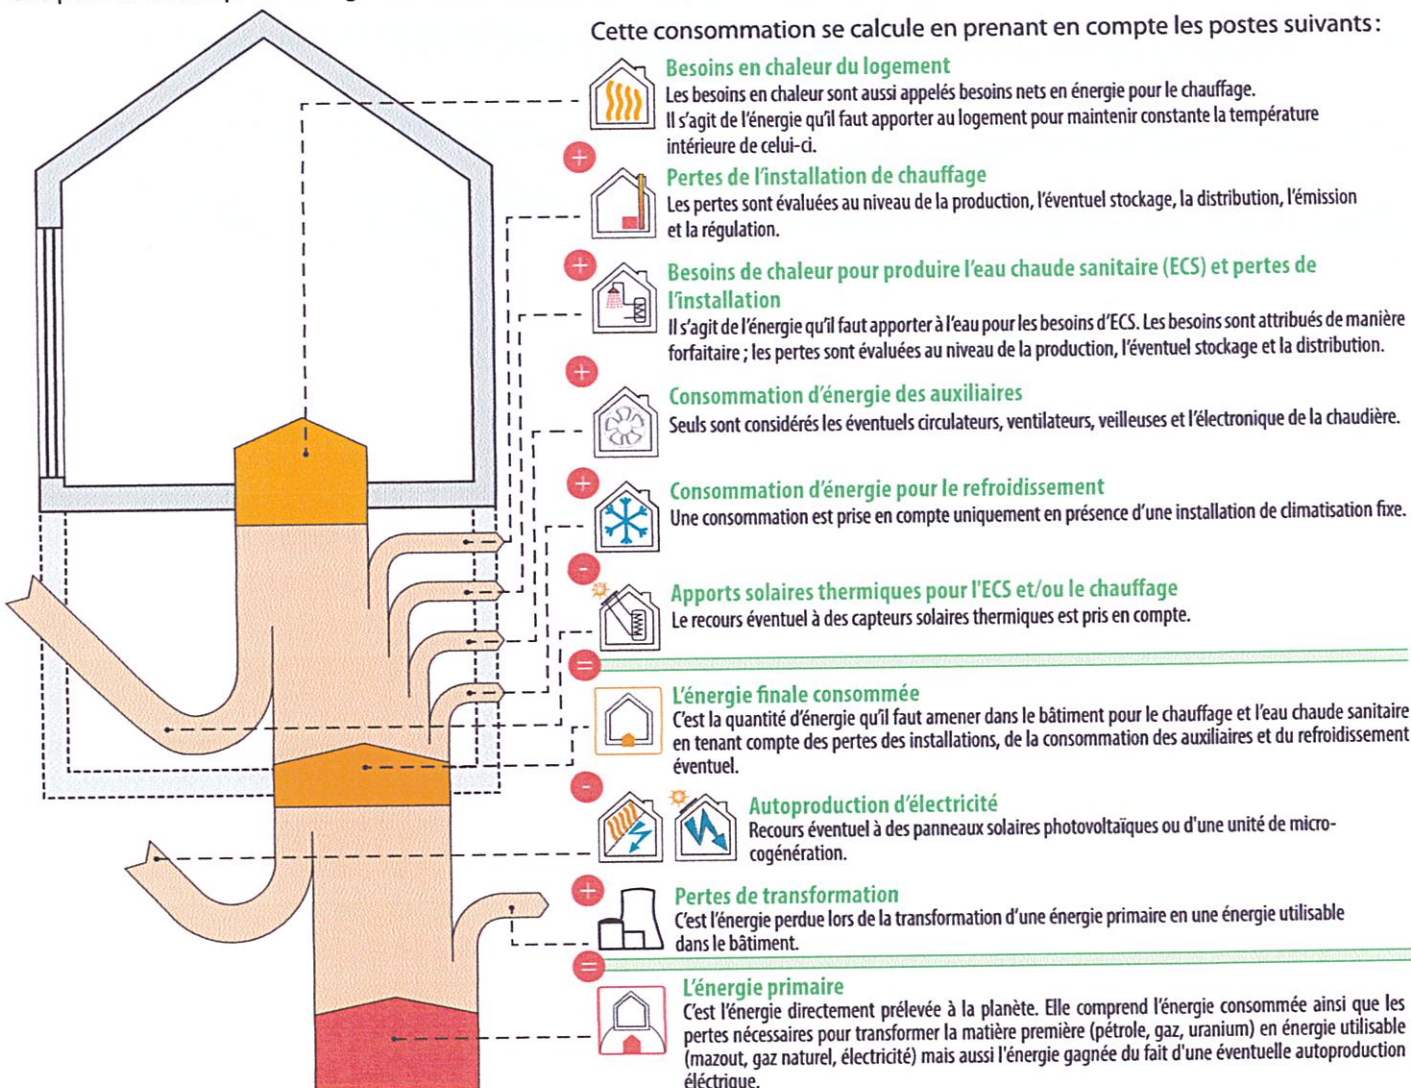 Cette consommation se calcule en prenant en compte les postes suivants :
Besoins en chaleur du logement
Les besoins en chaleur sont aussi appelés besoins nets en énergie pour le chauffage.
Il s'agit de l'énergie qu'il faut apporter au logement pour maintenir constante la température
intérieure de celui-ci.
+
Pertes de l'installation de chauffage
Les pertes sont évaluées au niveau de la production, l'éventuel stockage, la distribution, l'émission
et la régulation.
+
Besoins de chaleur pour produire l'eau chaude sanitaire (ECS) et pertes de
l'installation
Il s'agit de l'énergie qu'il faut apporter à l'eau pour les besoins d'ECS. Les besoins sont attribués de manière
forfaitaire ; les pertes sont évaluées au niveau de la production, l'éventuel stockage et la distribution.
+
Consommation d'énergie des auxiliaires
Seuls sont considérés les éventuels circulateurs, ventilateurs, veilleuses et l'électronique de la chaudière.
+
Consommation d'énergie pour le refroidissement
Une consommation est prise en compte uniquement en présence d'une installation de climatisation fixe.
-
Apports solaires thermiques pour l'ECS et/ou le chauffage
Le recours éventuel à des capteurs solaires thermiques est pris en compte.
=
L'énergie finale consommée
C'est la quantité d'énergie qu'il faut amener dans le bâtiment pour le chauffage et l'eau chaude sanitaire
en tenant compte des pertes des installations, de la consommation des auxiliaires et du refroidissement
éventuel.
-
Autoproduction d'électricité
Recours éventuel à des panneaux solaires photovoltaïques ou d'une unité de micro-
cogénération.
+
Pertes de transformation
C'est l'énergie perdue lors de la transformation d'une énergie primaire en une énergie utilisable
dans le bâtiment.
=
L'énergie primaire
C'est l'énergie directement prélevée à la planète. Elle comprend l'énergie consommée ainsi que les
pertes nécessaires pour transformer la matière première (pétrole, gaz, uranium) en énergie utilisable
(mazout, gaz naturel, électricité) mais aussi l'énergie gagnée du fait d'une éventuelle autoproduction
éléctrique.